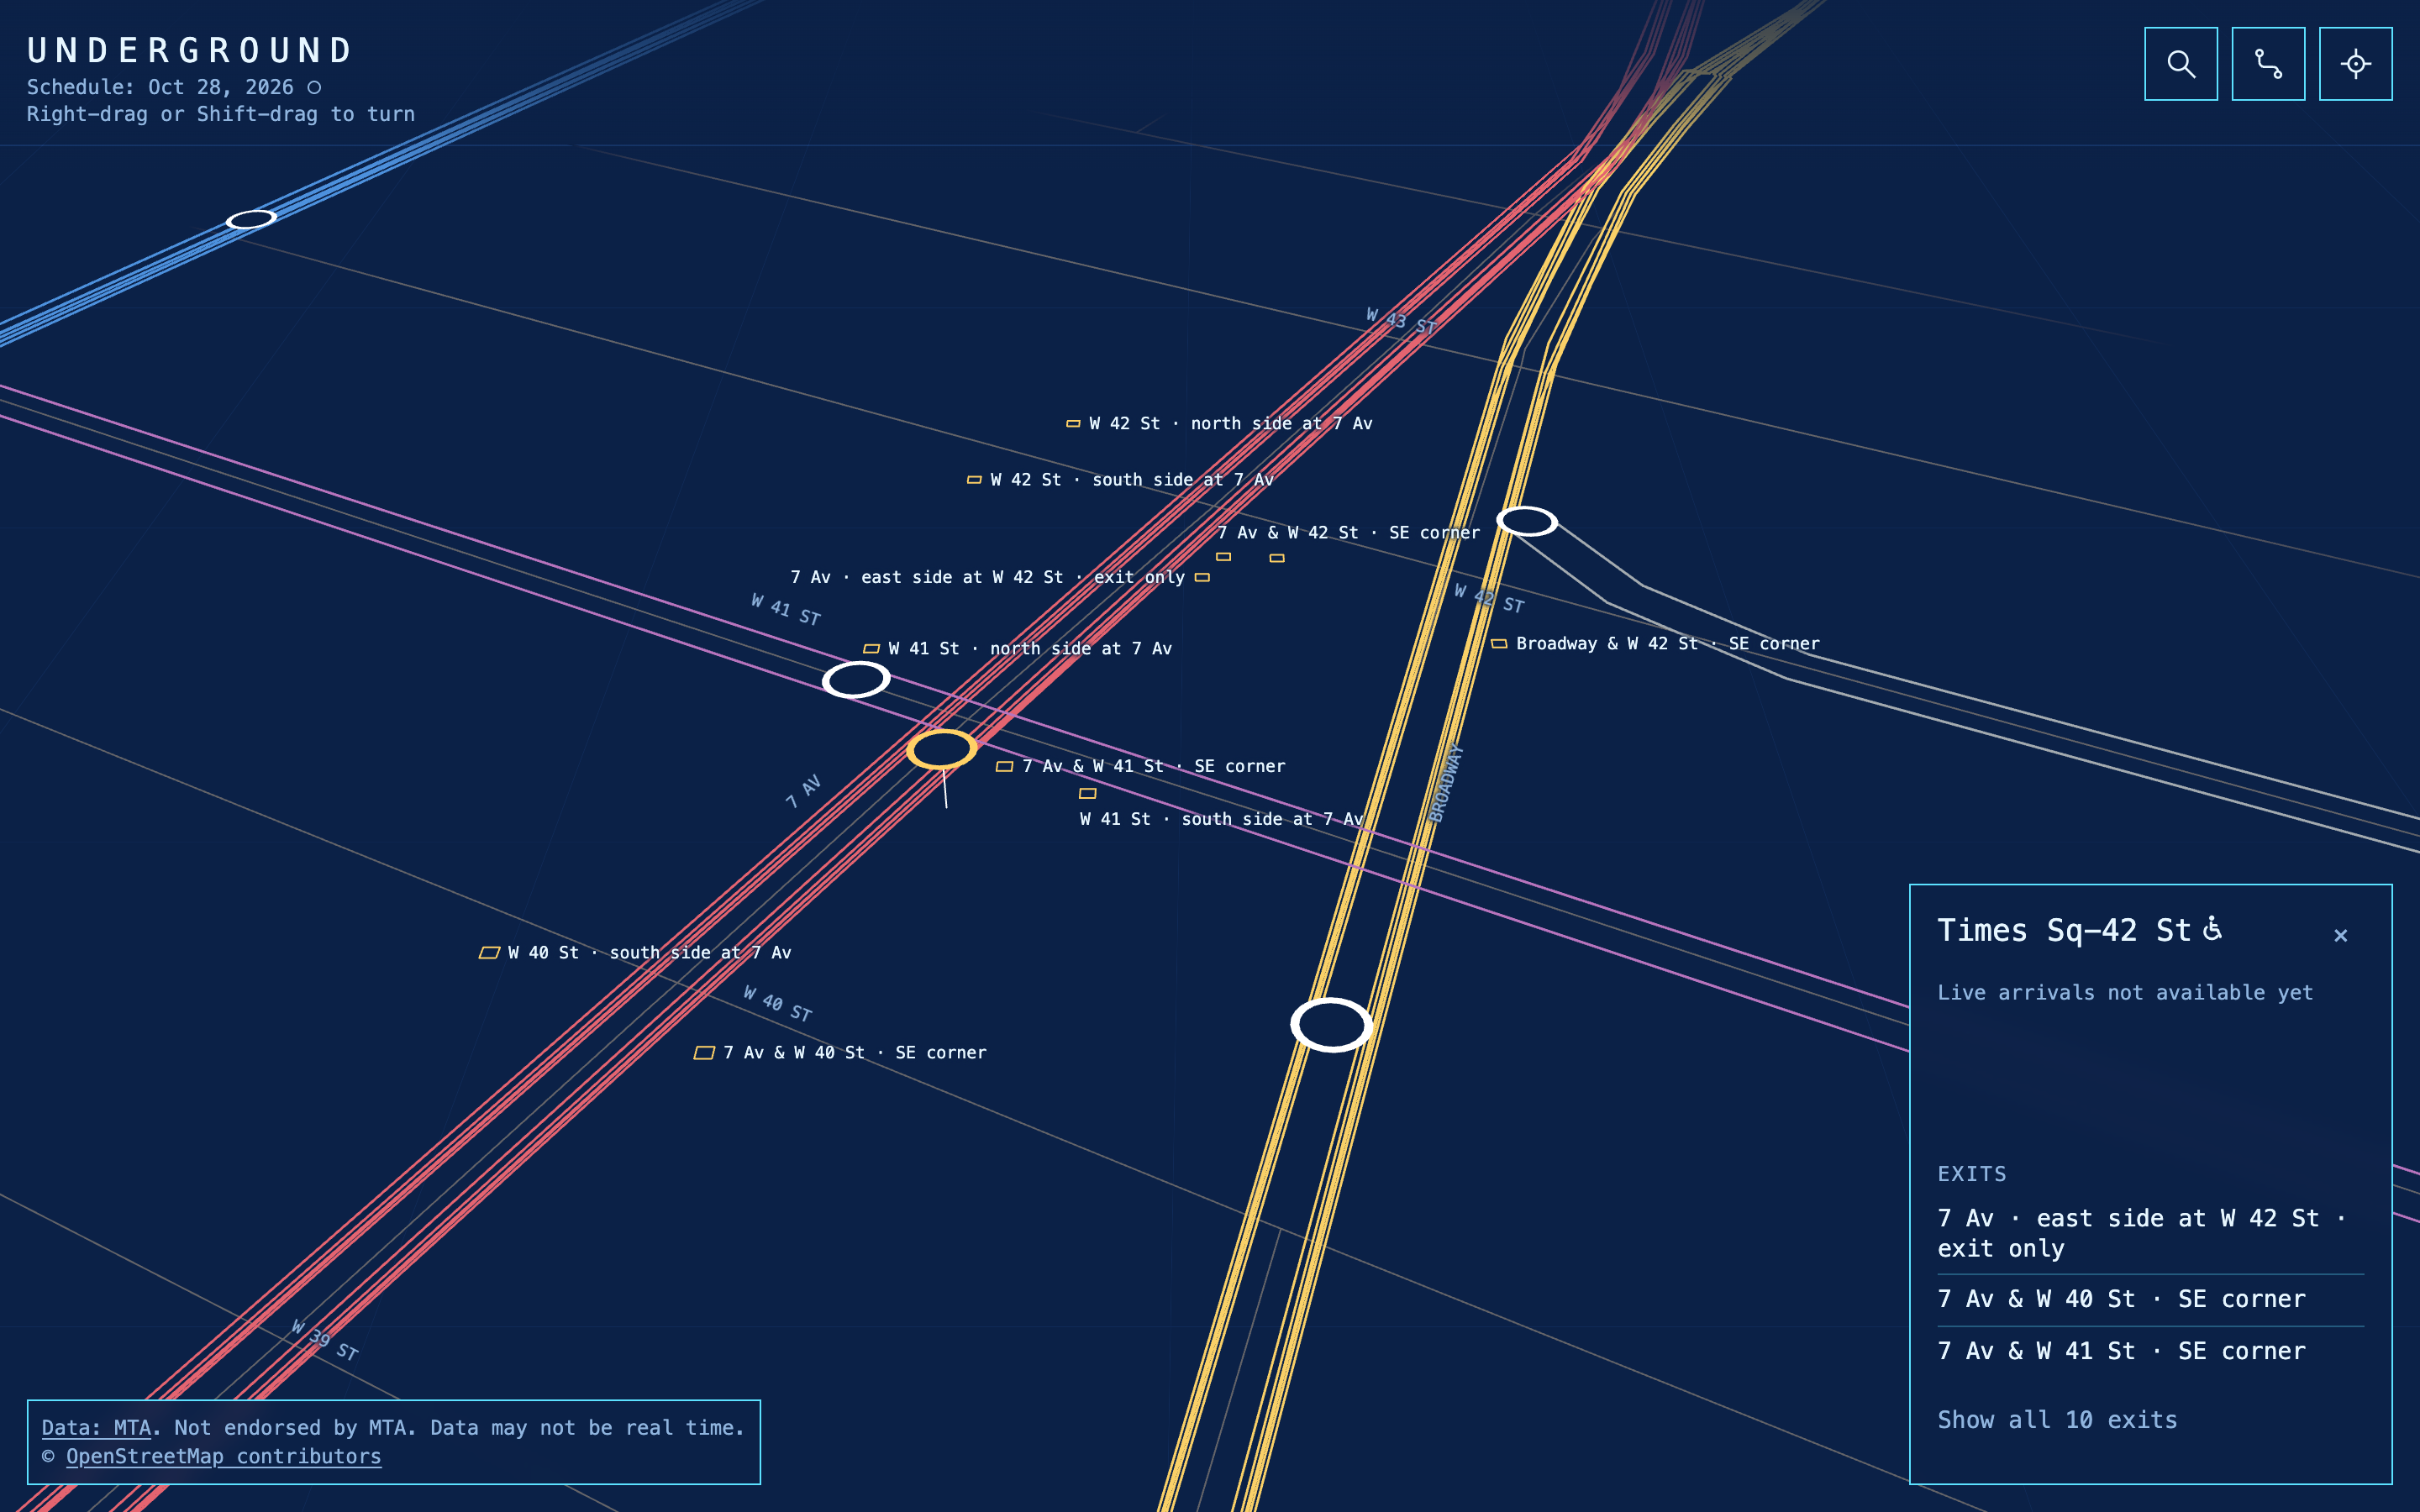 UNDERGROUND
Schedule: Oct 28, 2026
Right-drag or Shift-drag to turn
W 43 ST
W 42 St · north side at 7 Av
W 42 St · south side at 7 Av
7 Av & W 42 St · SE corner
7 Av · east side at W 42 St · exit only
W 42 ST
W 41 ST
W 41 St · north side at 7 Av
Broadway & W 42 St · SE corner
7 Av & W 41 St · SE corner
7 AV
BROADWAY
W 41 St · south side at 7 Av
W 40 St · south side at 7 Av
W 40 ST
7 Av & W 40 St · SE corner
W 39 ST
Times Sq-42 St
×
Live arrivals not available yet
EXITS
7 Av · east side at W 42 St ·
exit only
7 Av & W 40 St · SE corner
7 Av & W 41 St · SE corner
Show all 10 exits
Data: MTA. Not endorsed by MTA. Data may not be real time.
© OpenStreetMap contributors